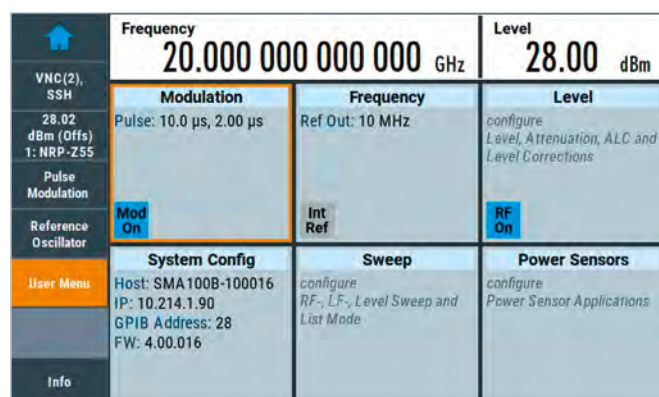 Frequency
20.000 000 000 000 GHz
Level
28.00 dBm
VNC(2),
SSH
28.02
dBm (Offs)
1: NRP-Z55
Pulse
Modulation
Reference
Oscillator
User Menu
Info
Modulation
Pulse: 10.0 µs, 2.00 µs
Mod
On
Frequency
Ref Out: 10 MHz
Int
Ref
Level
configure
Level, Attenuation, ALC and
Level Corrections
RF
On
System Config
Host: SMA100B-100016
IP: 10.214.1.90
GPIB Address: 28
FW: 4.00.016
Sweep
configure
RF-, LF-, Level Sweep and
List Mode
Power Sensors
configure
Power Sensor Applications